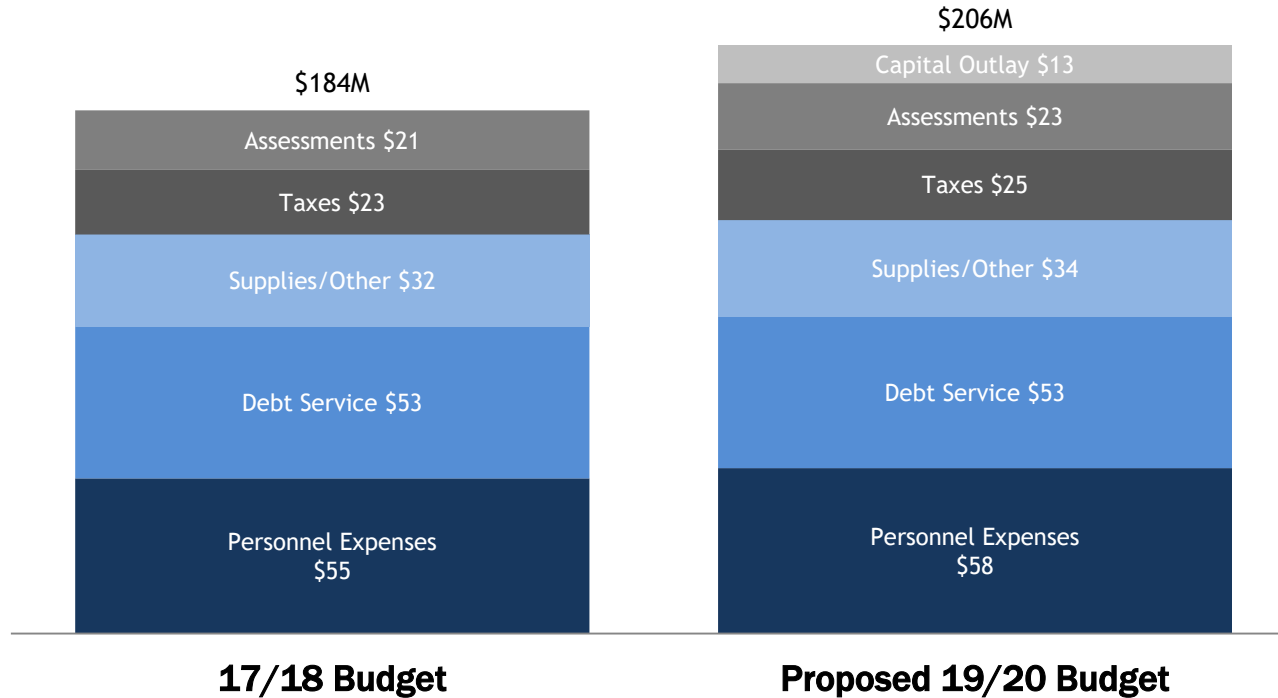 $184M
Assessments $21
Taxes $23
Supplies/Other $32
Debt Service $53
Personnel Expenses
$55
17/18 Budget
$206M
Capital Outlay $13
Assessments $23
Taxes $25
Supplies/Other $34
Debt Service $53
Personnel Expenses
$58
Proposed 19/20 Budget